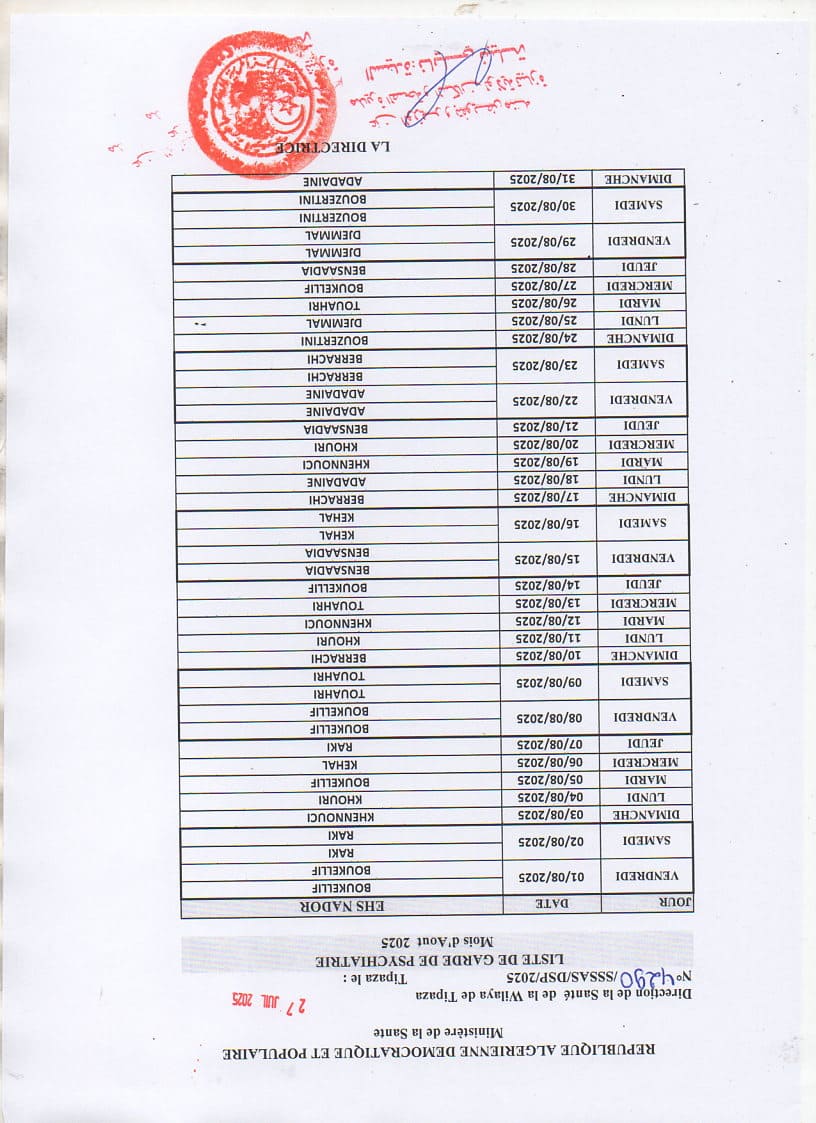 REPUBLIQUE ALGERIENNE DEMOCRATIQUE ET POPULAIRE
Ministère de la Sante
27 JUIL 2025
Direction de la Santé de la Wilaya de Tipaza
N° 4290/SSSAS/DSP/2025 Tipaza le :
LISTE DE GARDE DE PSYCHIATRIE
Mois d'Aout 2025
JOUR DATE EHS NADOR
VENDREDI 01/08/2025 BOUKELLIF
BOUKELLIF
SAMEDI 02/08/2025 RAKI
RAKI
DIMANCHE 03/08/2025 KHENNOUCI
LUNDI 04/08/2025 KHOURI
MARDI 05/08/2025 BOUKELLIF
MERCREDI 06/08/2025 KEHAL
JEUDI 07/08/2025 RAKI
VENDREDI 08/08/2025 BOUKELLIF
BOUKELLIF
SAMEDI 09/08/2025 TOUAHRI
TOUAHRI
DIMANCHE 10/08/2025 BERRACHI
LUNDI 11/08/2025 KHOURI
MARDI 12/08/2025 KHENNOUCI
MERCREDI 13/08/2025 TOUAHRI
JEUDI 14/08/2025 BOUKELLIF
VENDREDI 15/08/2025 BENSAADIA
BENSAADIA
SAMEDI 16/08/2025 KEHAL
KEHAL
DIMANCHE 17/08/2025 BERRACHI
LUNDI 18/08/2025 ADADAINE
MARDI 19/08/2025 KHENNOUCI
MERCREDI 20/08/2025 KHOURI
JEUDI 21/08/2025 BENSAADIA
VENDREDI 22/08/2025 ADADAINE
ADADAINE
SAMEDI 23/08/2025 BERRACHI
BERRACHI
DIMANCHE 24/08/2025 BOUZERTINI
LUNDI 25/08/2025 DJEMMAL
MARDI 26/08/2025 TOUAHRI
MERCREDI 27/08/2025 BOUKELLIF
JEUDI 28/08/2025 BENSAADIA
VENDREDI 29/08/2025 DJEMMAL
DJEMMAL
SAMEDI 30/08/2025 BOUZERTINI
BOUZERTINI
DIMANCHE 31/08/2025 ADADAINE
LA DIRECTRICE
عن الوزير و بتفويض منه
مديرة الصحة و السكان لولاية تيبازة
السيدة: نايلي نبيلة